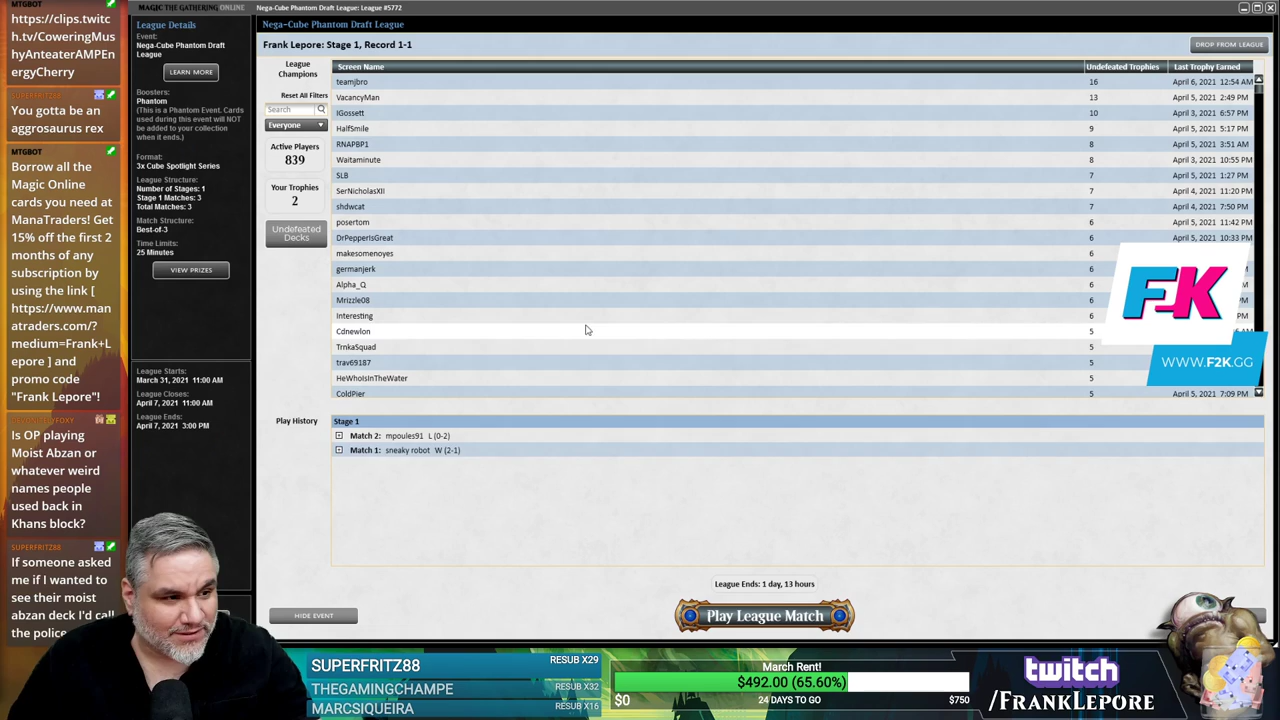 MTGBOT
https://clips.twitc
h.tv/CoweringMus
hyAnteaterAMPEn
ergyCherry
SUPERFRITZ88
You gotta be an
aggrosaurus rex
MTGBOT
Borrow all the
Magic Online
cards you need at
ManaTraders! Get
15% off the first 2
months of any
subscription by
using the link [
https://www.man
atraders.com/?
medium=Frank+L
epore ] and
promo code
"Frank Lepore"!
Is OP playing
Moist Abzan or
whatever weird
names people
used back in
Khans block?
SUPERFRITZ88
If someone asked
me if I wanted to
see their moist
abzan deck I'd call
the police
MAGIC THE GATHERING ONLINE
Nega-Cube Phantom Draft League: League #5772
League Details
Event:
Nega-Cube Phantom Draft
League
LEARN MORE
Boosters:
Phantom
(This is a Phantom Event. Cards
used during this event will NOT
be added to your collection
when it ends.)
Format:
3x Cube Spotlight Series
League Structure:
Number of Stages: 1
Stage 1 Matches: 3
Total Matches: 3
Match Structure:
Best-of-3
Time Limits:
25 Minutes
VIEW PRIZES
League Starts:
March 31, 2021 11:00 AM
League Closes:
April 7, 2021 11:00 AM
League Ends:
April 7, 2021 3:00 PM
Nega-Cube Phantom Draft League
Frank Lepore: Stage 1, Record 1-1
DROP FROM LEAGUE
League
Champions
Reset All Filters
Search
Everyone
Active Players
839
Your Trophies
2
Undefeated
Decks
Screen Name Undefeated Trophies Last Trophy Earned
teamjbro 16 April 6, 2021 12:54 AM
VacancyMan 13 April 5, 2021 2:49 PM
IGossett 10 April 3, 2021 6:57 PM
HalfSmile 9 April 5, 2021 5:17 PM
RNAPBP1 8 April 5, 2021 3:51 AM
Waitaminute 8 April 3, 2021 10:55 PM
SLB 7 April 5, 2021 1:27 PM
SerNicholasXII 7 April 4, 2021 11:20 PM
shdwcat 7 April 4, 2021 7:50 PM
posertom 6 April 5, 2021 11:42 PM
DrPepperIsGreat 6 April 5, 2021 10:33 PM
makesomenoyes 6
germanjerk 6
Alpha_Q 6
Mrizzle08 6
Interesting 6
Cdnewlon 5
TrnkaSquad 5
trav69187 5
HeWhoIsInTheWater 5
ColdPier 5 April 5, 2021 7:09 PM
F2K
WWW.F2K.GG
Play History
Stage 1
Match 2: mpoules91 L (0-2)
Match 1: sneaky robot W (2-1)
League Ends: 1 day, 13 hours
HIDE EVENT
Play League Match
SUPERFRITZ88 RESUB X29
THEGAMINGCHAMPE RESUB X32
MARCSIQUEIRA RESUB X16
March Rent!
$492.00 (65.60%)
$0 24 DAYS TO GO $750
twitch
/FRANKLEPORE